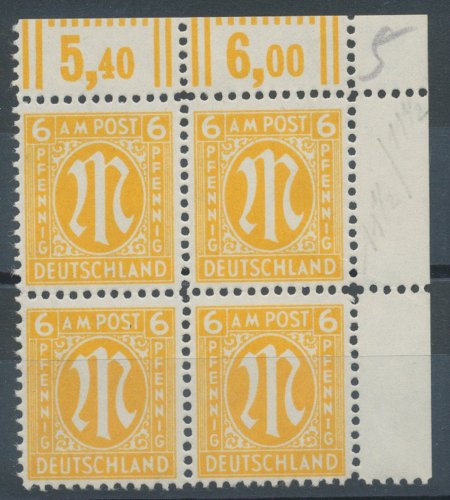 5,40 6,00 5
6 AM POST 6 6 AM POST 6
PFENNIG M PFENNIG PFENNIG M PFENNIG
DEUTSCHLAND DEUTSCHLAND
6 AM POST 6 6 AM POST 6
PFENNIG M PFENNIG PFENNIG M PFENNIG
DEUTSCHLAND DEUTSCHLAND